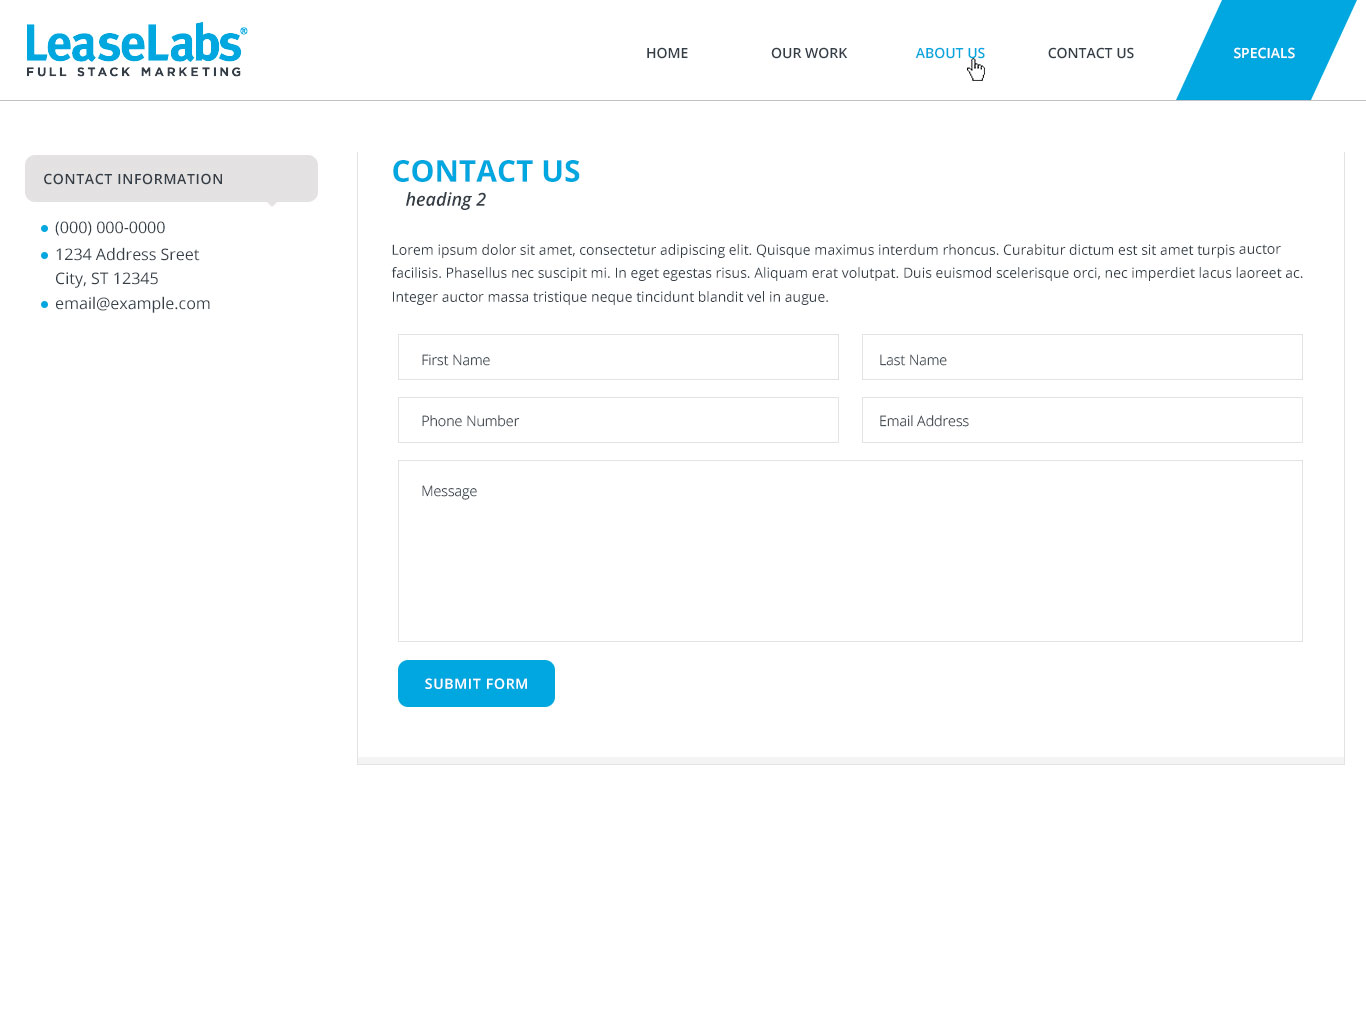 LeaseLabs®
FULL STACK MARKETING
HOME
OUR WORK
ABOUT US
CONTACT US
SPECIALS
CONTACT INFORMATION
(000) 000-0000
1234 Address Sreet
City, ST 12345
email@example.com
CONTACT US
heading 2
Lorem ipsum dolor sit amet, consectetur adipiscing elit. Quisque maximus interdum rhoncus. Curabitur dictum est sit amet turpis auctor
facilisis. Phasellus nec suscipit mi. In eget egestas risus. Aliquam erat volutpat. Duis euismod scelerisque orci, nec imperdiet lacus laoreet ac.
Integer auctor massa tristique neque tincidunt blandit vel in augue.
First Name
Last Name
Phone Number
Email Address
Message
SUBMIT FORM